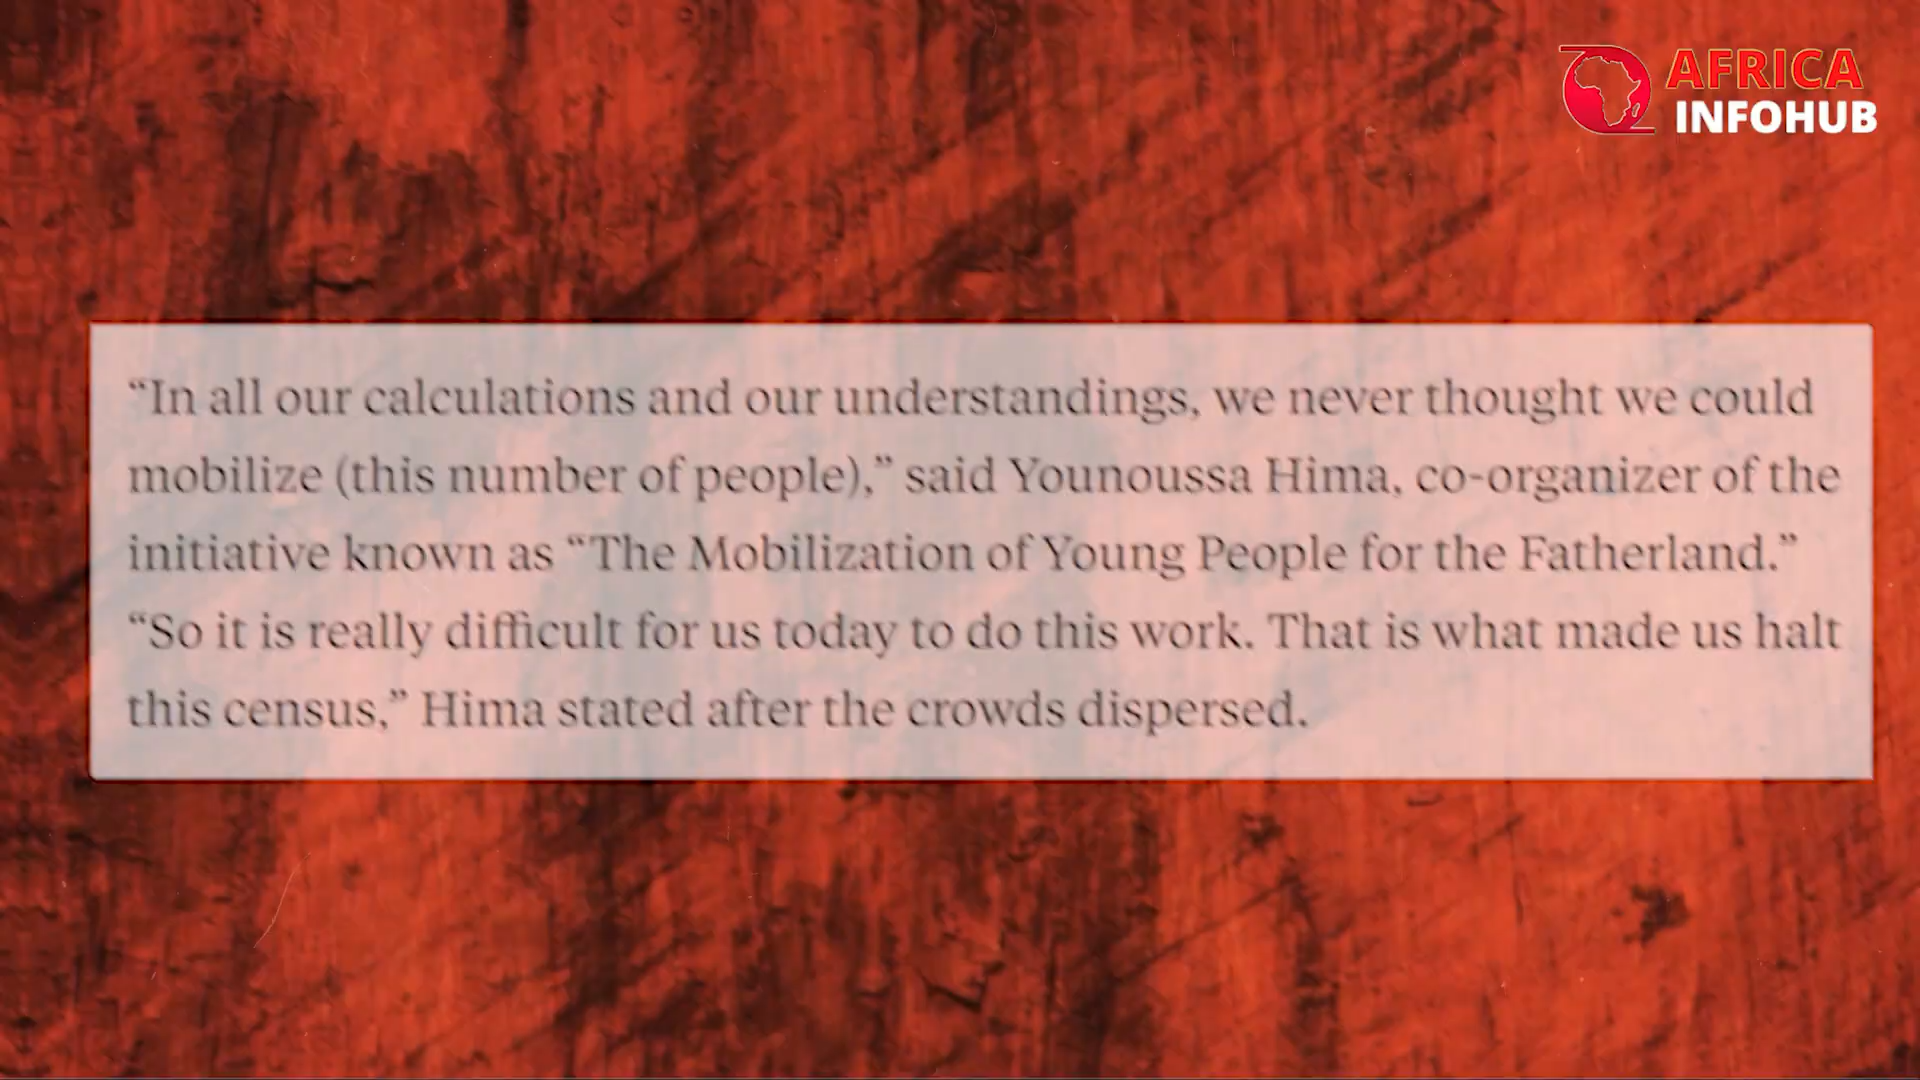 AFRICA
INFOHUB
“In all our calculations and our understandings, we never thought we could
mobilize (this number of people),” said Younoussa Hima, co-organizer of the
initiative known as “The Mobilization of Young People for the Fatherland.”
“So it is really difficult for us today to do this work. That is what made us halt
this census,” Hima stated after the crowds dispersed.